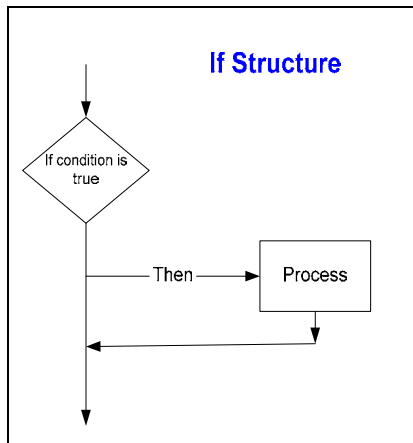 If Structure
If condition is
true
Then
Process